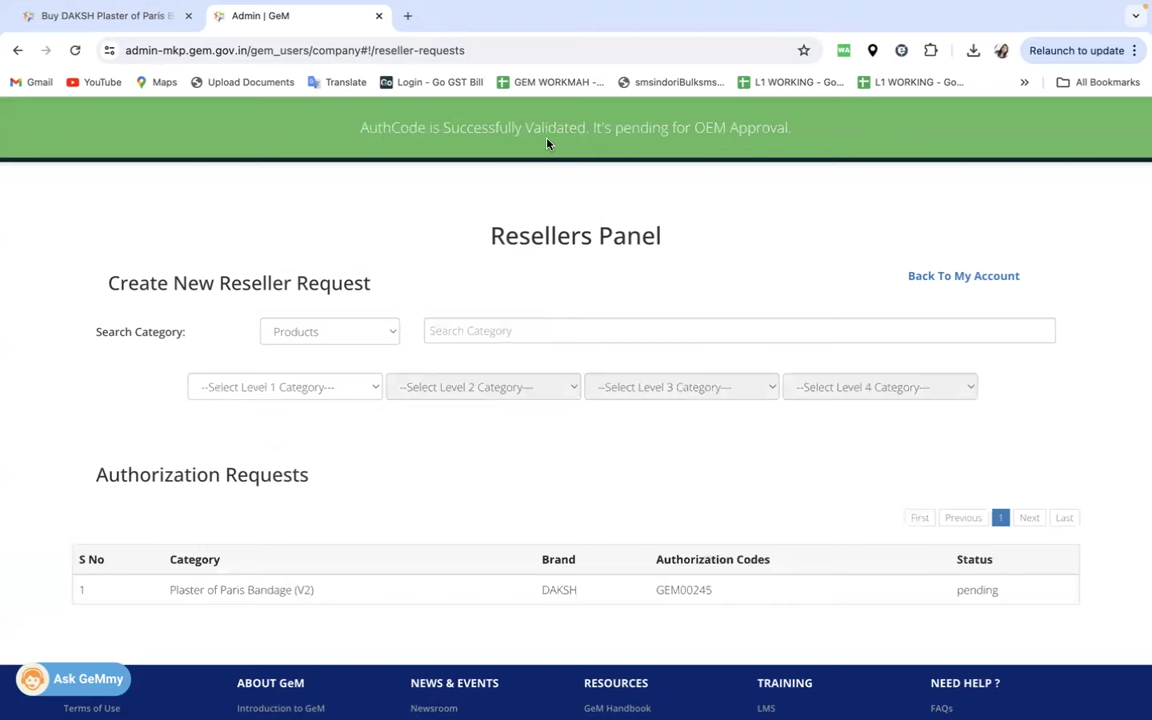 Buy DAKSH Plaster of Paris B
Admin | GeM
admin-mkp.gem.gov.in/gem_users/company#!/reseller-requests
WA
Relaunch to update
Gmail
YouTube
Maps
Upload Documents
Translate
Login - Go GST Bill
GEM WORKMAH -...
smsindoriBulksms...
L1 WORKING - Go...
L1 WORKING - Go...
All Bookmarks
AuthCode is Successfully Validated. It's pending for OEM Approval.
Resellers Panel
Create New Reseller Request
Back To My Account
Search Category:
Products
Search Category
--Select Level 1 Category---
--Select Level 2 Category---
--Select Level 3 Category---
--Select Level 4 Category---
Authorization Requests
First Previous 1 Next Last
S No Category Brand Authorization Codes Status
1 Plaster of Paris Bandage (V2) DAKSH GEM00245 pending
Ask GeMmy
ABOUT GeM NEWS & EVENTS RESOURCES TRAINING NEED HELP ?
Terms of Use Introduction to GeM Newsroom GeM Handbook LMS FAQs